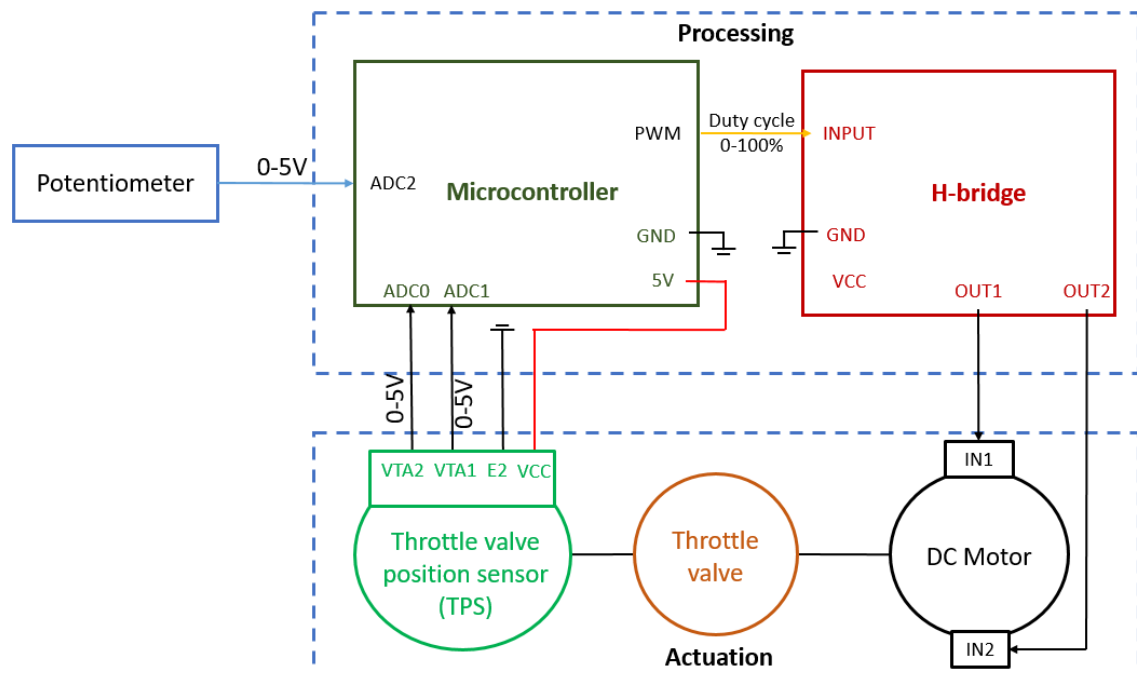 Processing
PWM
Duty cycle
0-100%
INPUT
0-5V
Potentiometer
ADC2
Microcontroller
H-bridge
GND
GND
5V
VCC
ADC0 ADC1
OUT1
OUT2
0-5V
0-5V
VTA2 VTA1 E2 VCC
IN1
Throttle valve
position sensor
(TPS)
Throttle
valve
DC Motor
IN2
Actuation